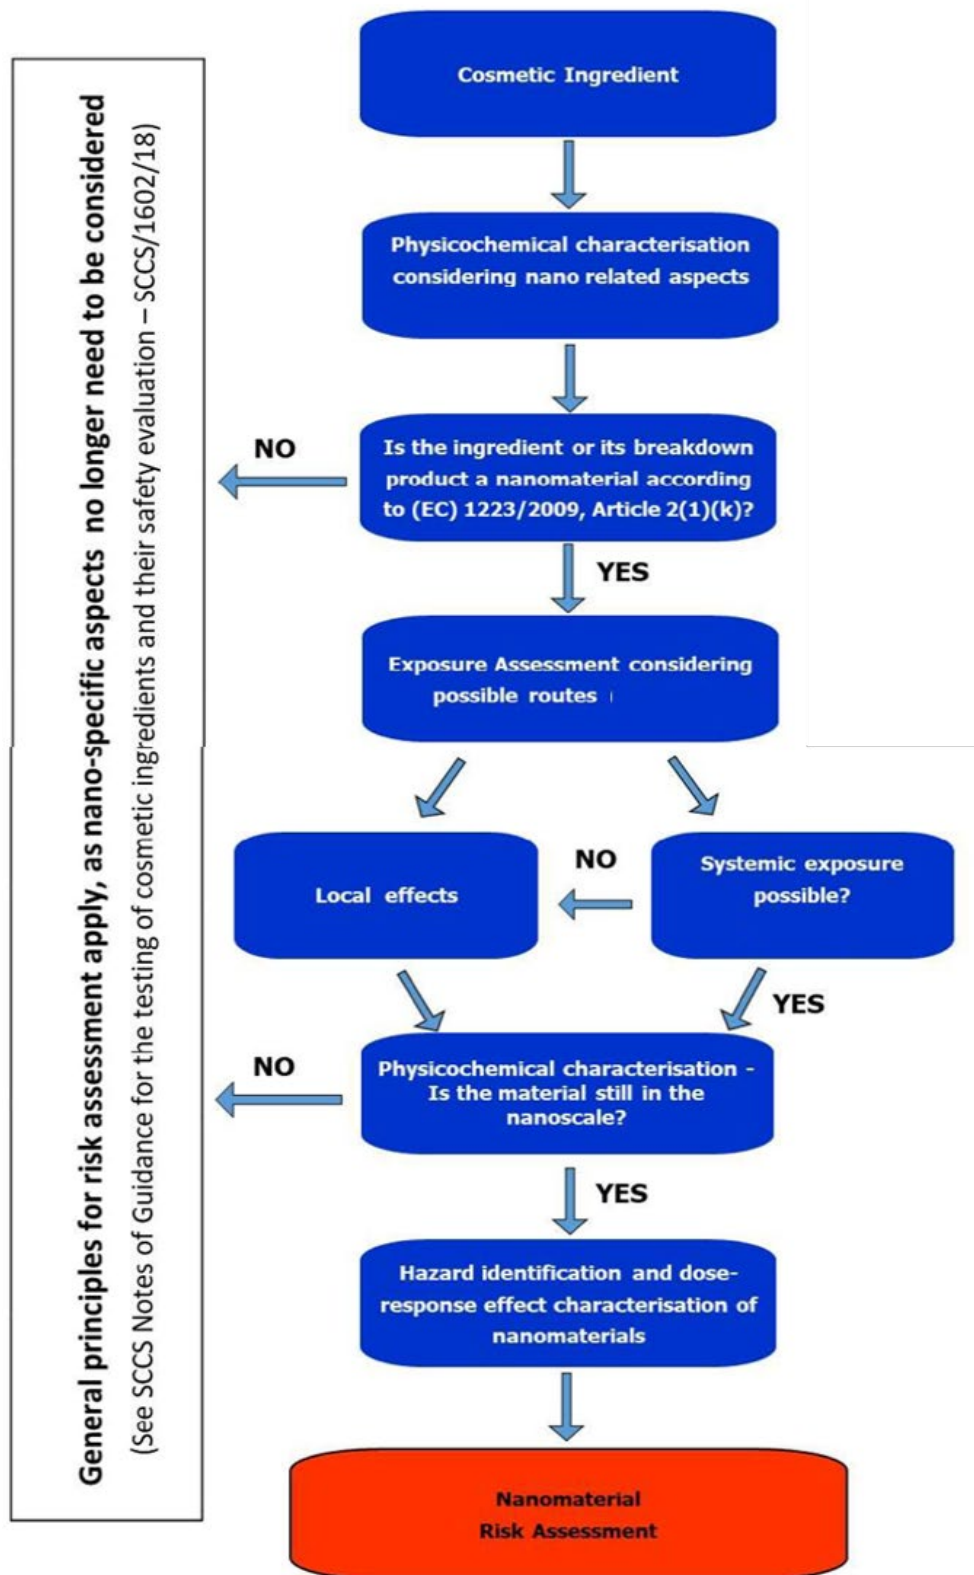 General principles for risk assessment apply, as nano-specific aspects no longer need to be considered
(See SCCS Notes of Guidance for the testing of cosmetic ingredients and their safety evaluation – SCCS/1602/18)
Cosmetic Ingredient
Physicochemical characterisation
considering nano related aspects
Is the ingredient or its breakdown
product a nanomaterial according
to (EC) 1223/2009, Article 2(1)(k)?
NO
YES
Exposure Assessment considering
possible routes
Local effects
NO
Systemic exposure
possible?
YES
Physicochemical characterisation -
Is the material still in the
nanoscale?
NO
YES
Hazard identification and dose-
response effect characterisation of
nanomaterials
Nanomaterial
Risk Assessment